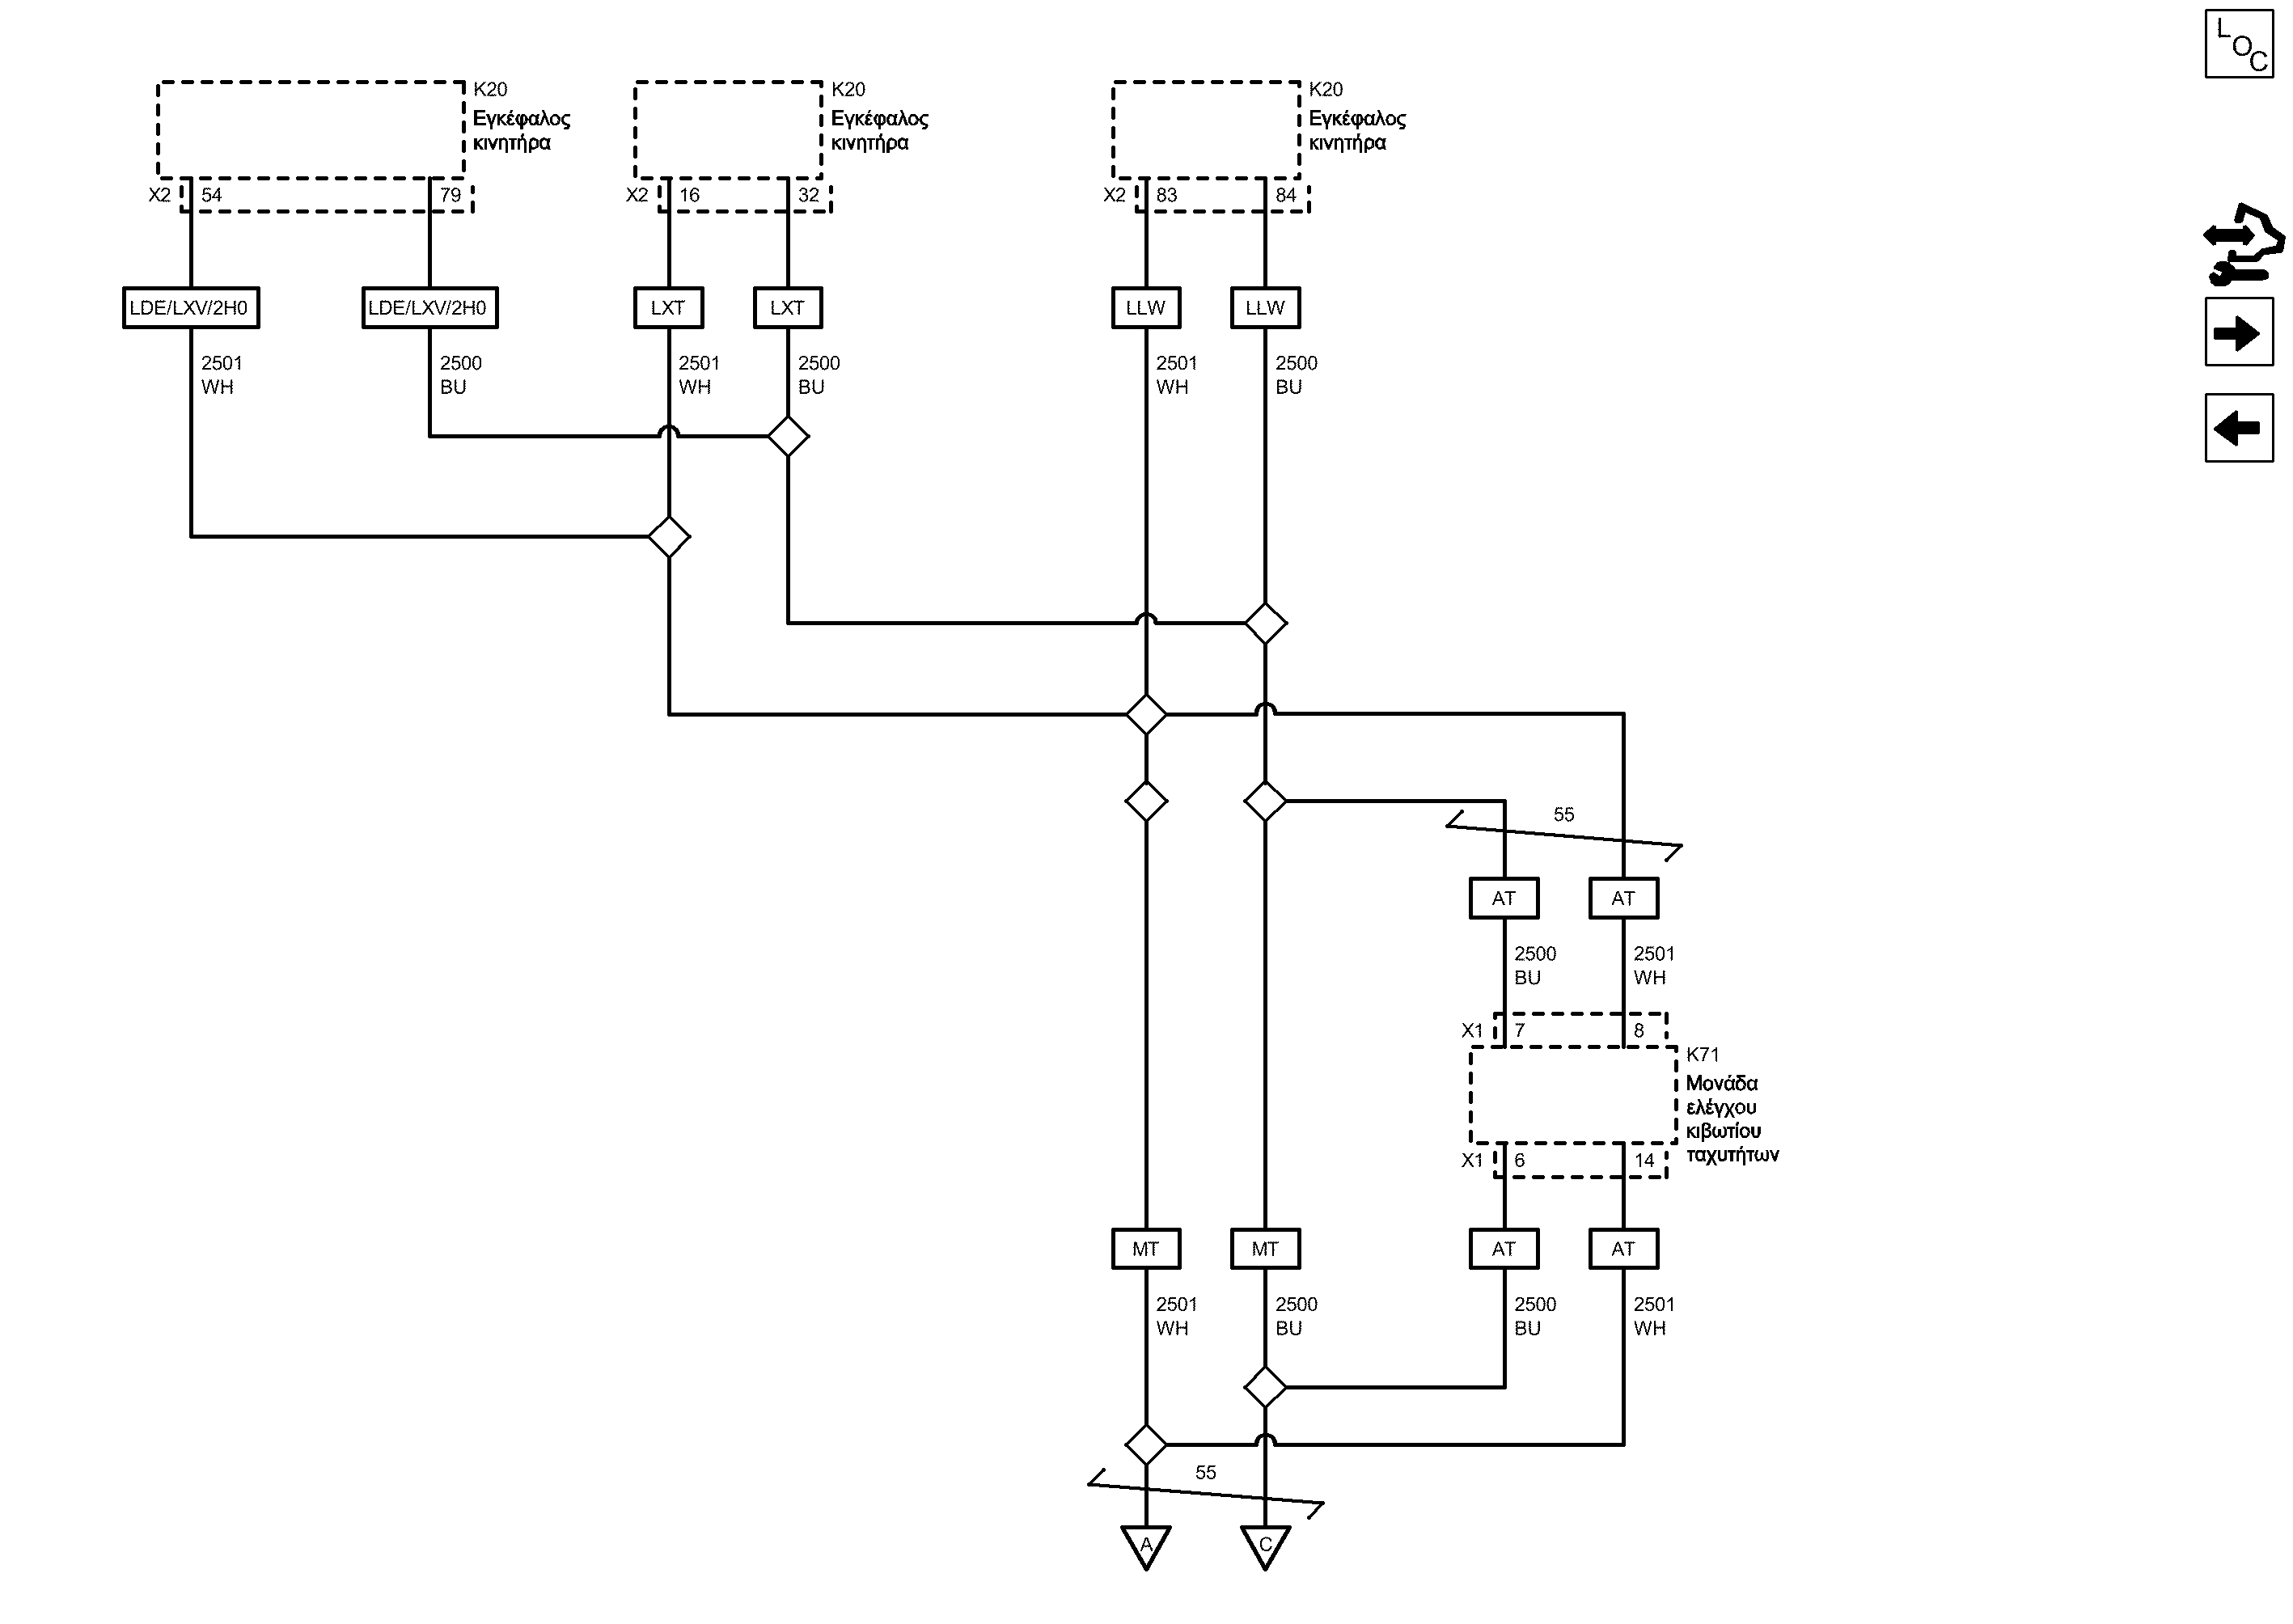 L
O
C
K20
Εγκέφαλος
κινητήρα
K20
Εγκέφαλος
κινητήρα
K20
Εγκέφαλος
κινητήρα
X2 54 79
X2 16 32
X2 83 84
LDE/LXV/2H0 LDE/LXV/2H0 LXT LXT LLW LLW
2501 2500 2501 2500 2501 2500
WH BU WH BU WH BU
55
AT AT
2500 2501
BU WH
X1 7 8
K71
Μονάδα
ελέγχου
κιβωτίου
ταχυτήτων
X1 6 14
MT MT AT AT
2501 2500 2500 2501
WH BU BU WH
55
A C